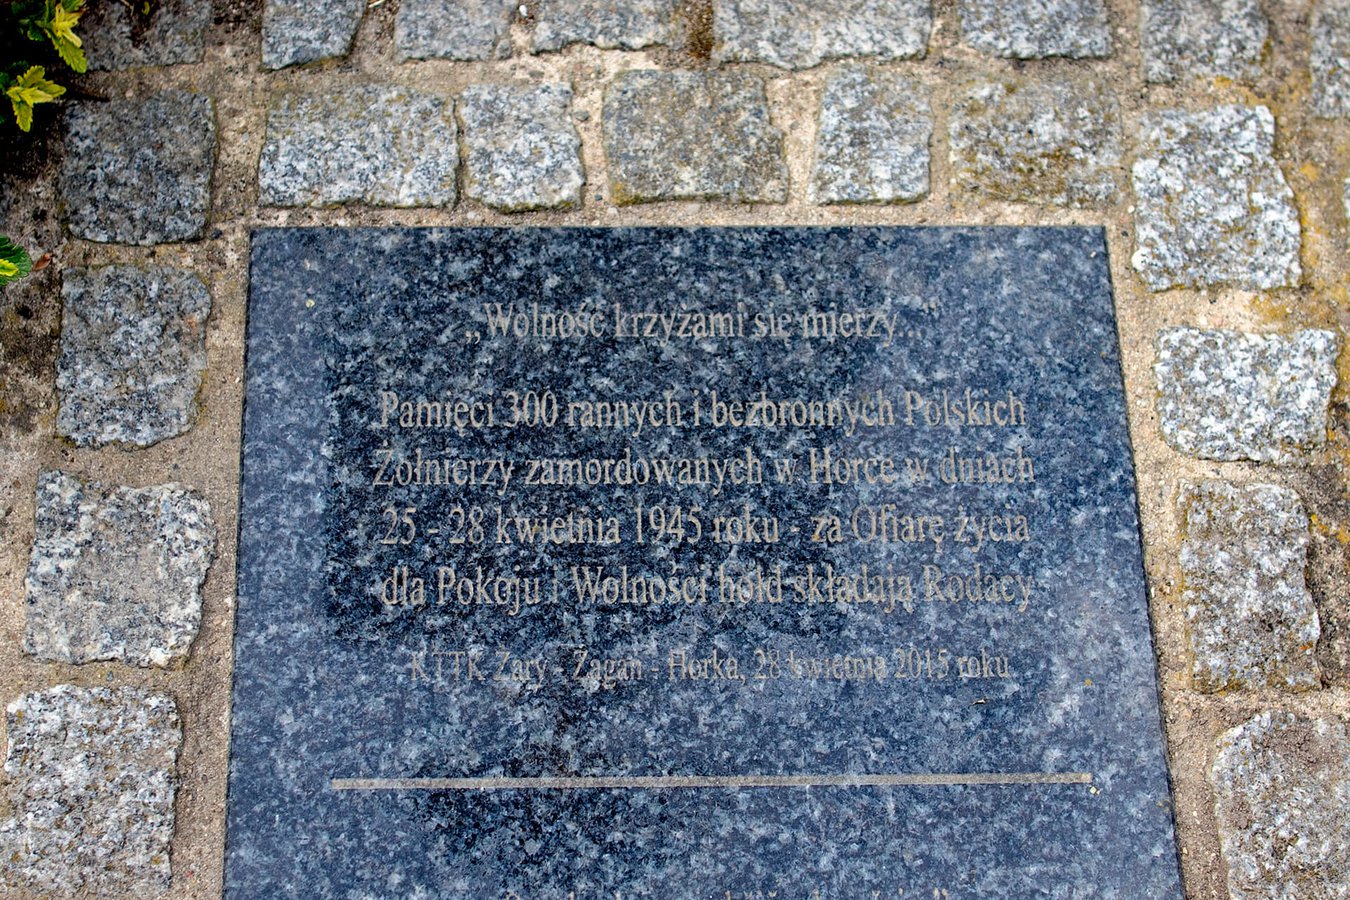 „Wolność krzyżami się mierzy...”
Pamięci 300 rannych i bezbronnych Polskich
Żołnierzy zamordowanych w Horce w dniach
25 - 28 kwietnia 1945 roku - za Ofiarę życia
dla Pokoju i Wolności hołd składają Rodacy
KTTK Żary - Żagań - Horka, 28 kwietnia 2015 roku